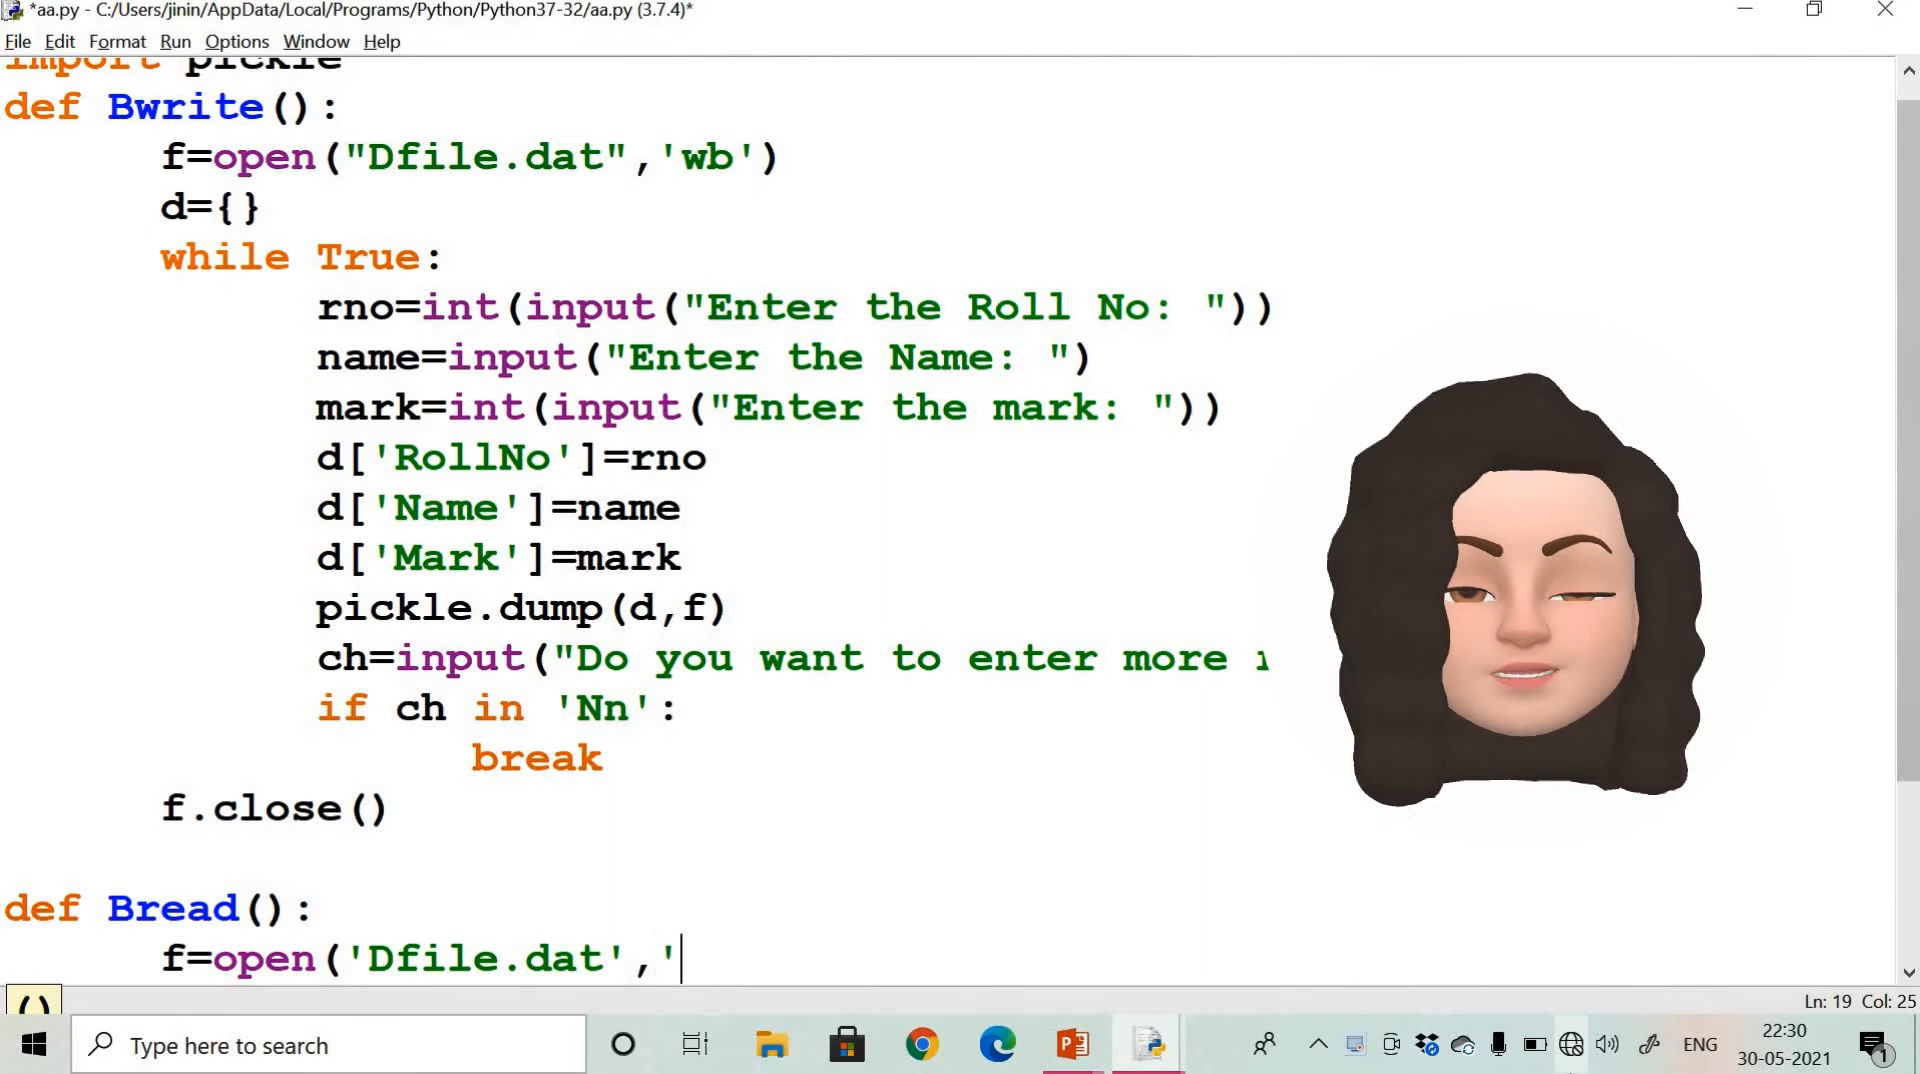 *aa.py - C:/Users/jinin/AppData/Local/Programs/Python/Python37-32/aa.py (3.7.4)*
File Edit Format Run Options Window Help
import pickle
def Bwrite():
f=open("Dfile.dat",'wb')
d={}
while True:
rno=int(input("Enter the Roll No: "))
name=input("Enter the Name: ")
mark=int(input("Enter the mark: "))
d['RollNo']=rno
d['Name']=name
d['Mark']=mark
pickle.dump(d,f)
ch=input("Do you want to enter more
if ch in 'Nn':
break
f.close()
def Bread():
f=open('Dfile.dat','
()
Ln: 19 Col: 25
Type here to search
P
ENG
22:30
30-05-2021
1